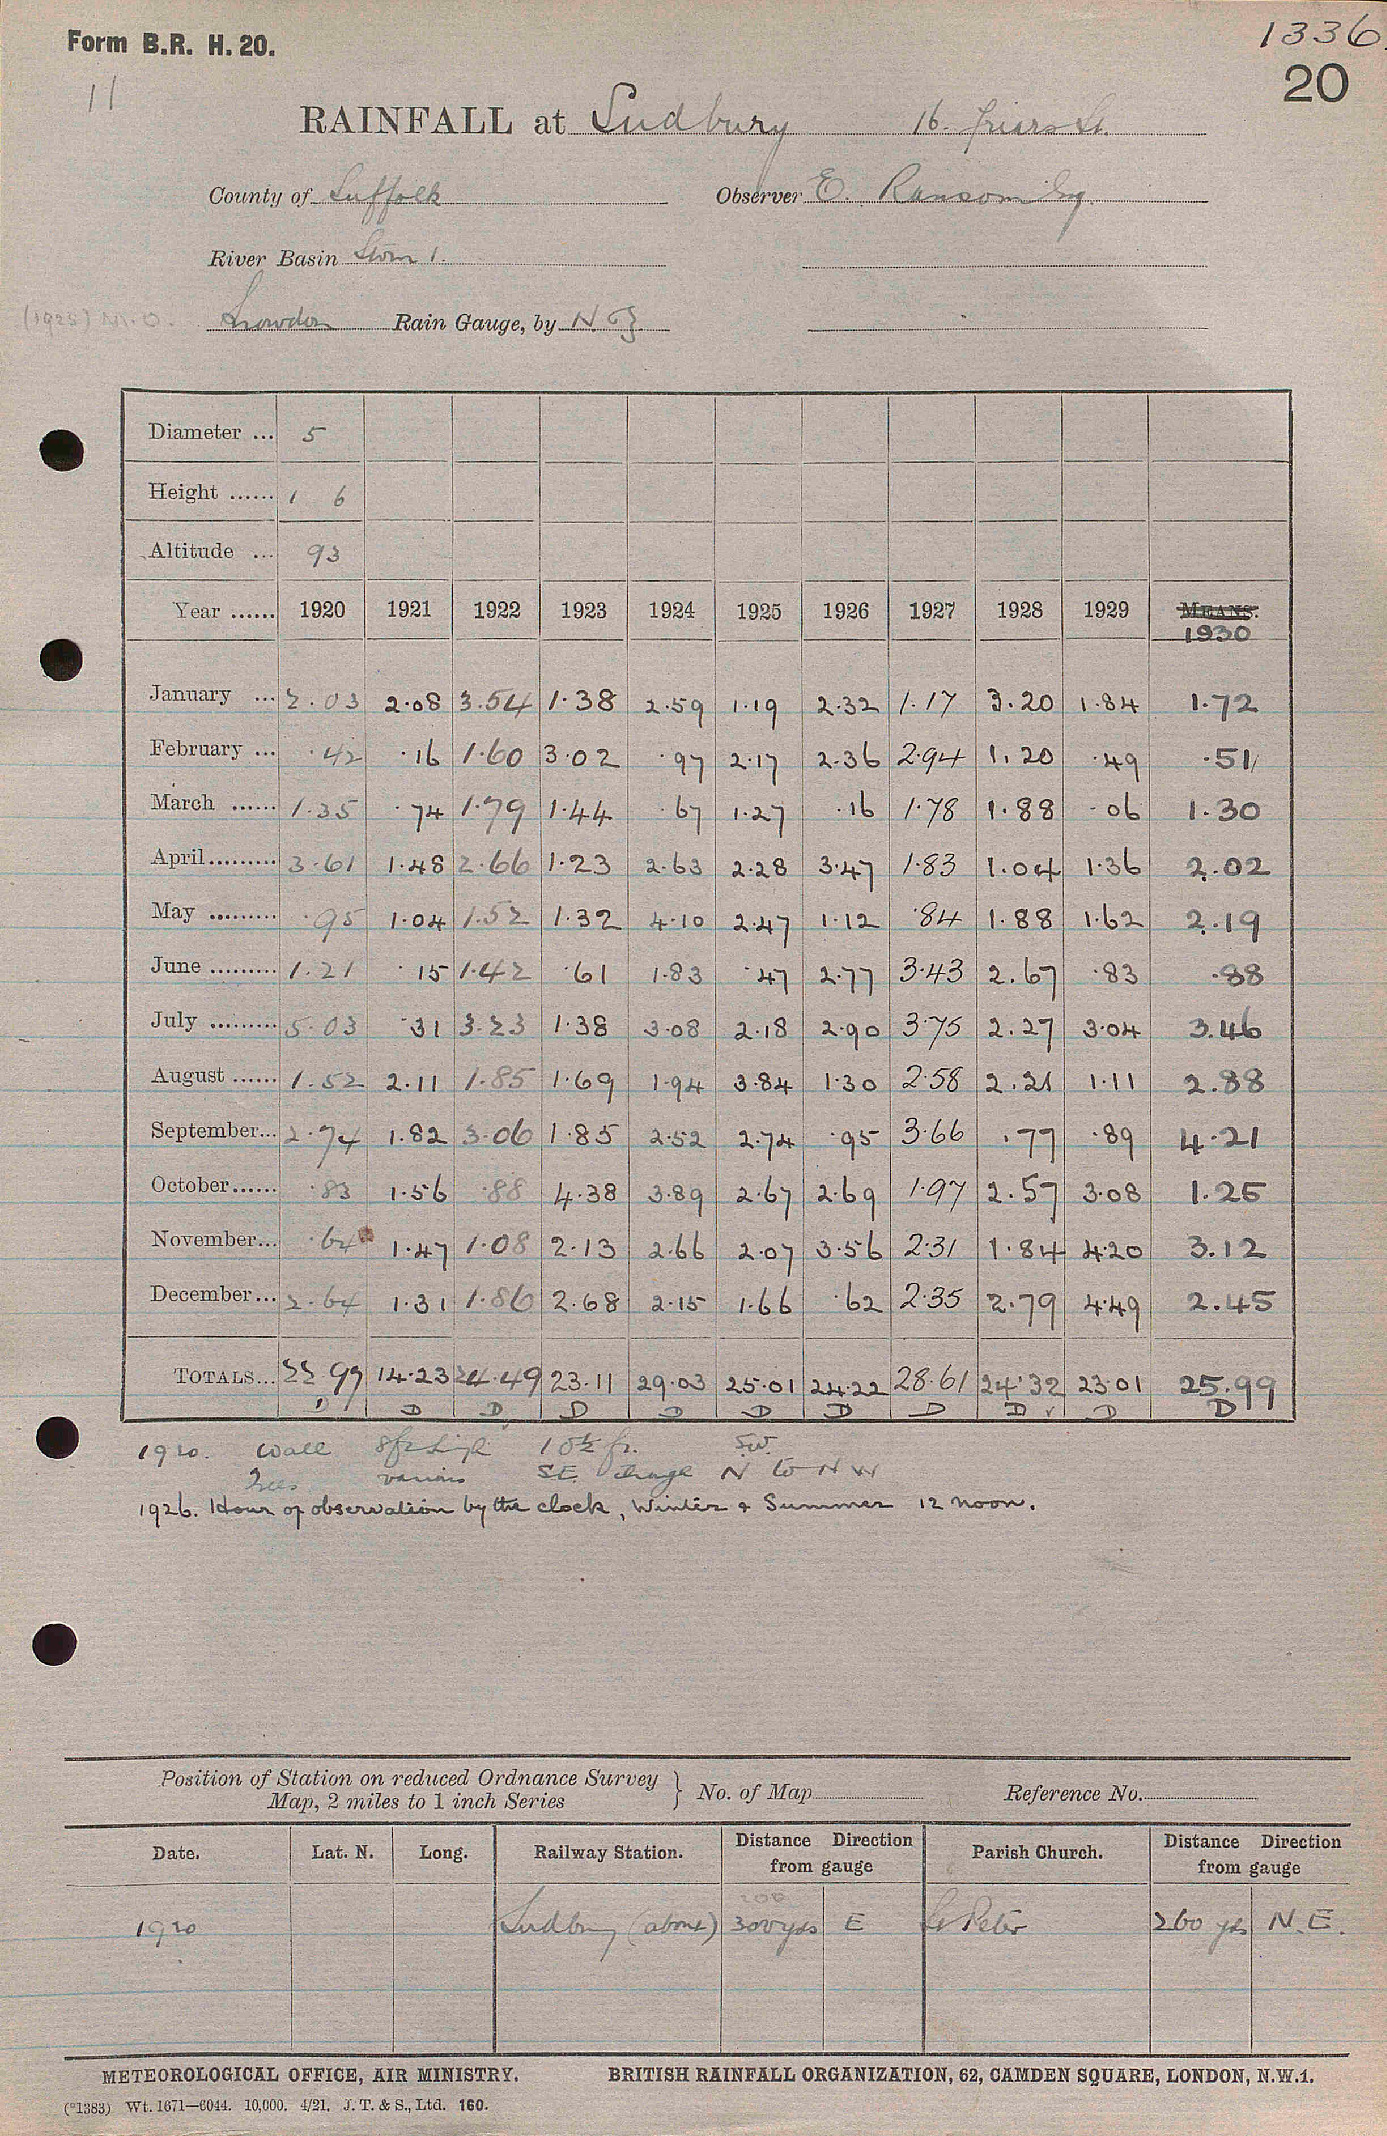 Form B.R. H. 20.
1336.
20
11
RAINFALL at Sudbury 16. Friars St.
County of Suffolk Observer E. Ransom Esq.
River Basin Stour 1.
(1925) M.O. Snowdon Rain Gauge, by N & Z
Diameter ... 5
Height ...... 1 6
Altitude ... 93
Year ...... 1920 1921 1922 1923 1924 1925 1926 1927 1928 1929 MEANS.
1930
January ... 2.03 2.08 3.54 1.38 2.59 1.19 2.32 1.17 3.20 1.84 1.72
February ... .42 .16 1.60 3.02 .97 2.17 2.36 2.94 1.20 .49 .51
March ...... 1.35 .74 1.79 1.44 .67 1.27 .16 1.78 1.88 .06 1.30
April ......... 3.61 1.48 2.66 1.23 2.63 2.28 3.47 1.83 1.04 1.36 2.02
May ......... .95 1.04 1.52 1.32 4.10 2.47 1.12 .84 1.88 1.62 2.19
June ......... 1.21 .15 1.42 .61 1.83 .47 2.77 3.43 2.67 .83 .88
July ......... 5.03 .31 3.23 1.38 3.08 2.18 2.90 3.75 2.27 3.04 3.46
August ...... 1.52 2.11 1.85 1.69 1.94 3.84 1.30 2.58 2.21 1.11 2.88
September... 2.74 1.82 3.06 1.85 2.52 2.74 .95 3.66 .77 .89 4.21
October...... .83 1.56 .88 4.38 3.89 2.67 2.69 1.97 2.57 3.08 1.25
November... .64 1.47 1.08 2.13 2.66 2.07 3.56 2.31 1.84 4.20 3.12
December... 2.64 1.31 1.86 2.68 2.15 1.66 .62 2.35 2.79 4.49 2.45
TOTALS... 22.97 14.23 24.49 23.11 29.03 25.01 24.22 28.61 24.32 23.01 25.99
D D D D D D D D D D D
1920. Wall 8 ft high 10½ ft. SW.
Trees various SE. through N to NW
1926. Hour of observation by the clock, Winter & Summer 12 noon.
Position of Station on reduced Ordnance Survey
Map, 2 miles to 1 inch Series } No. of Map Reference No.
Date. Lat. N. Long. Railway Station. Distance Direction from gauge Parish Church. Distance Direction from gauge
200
1920 Sudbury (above) 300 yds E St Peter 260 yds N.E.
METEOROLOGICAL OFFICE, AIR MINISTRY. BRITISH RAINFALL ORGANIZATION, 62, CAMDEN SQUARE, LONDON, N.W.1.
(*1383) Wt. 1671—6044. 10,000. 4/21. J. T. & S., Ltd. 160.